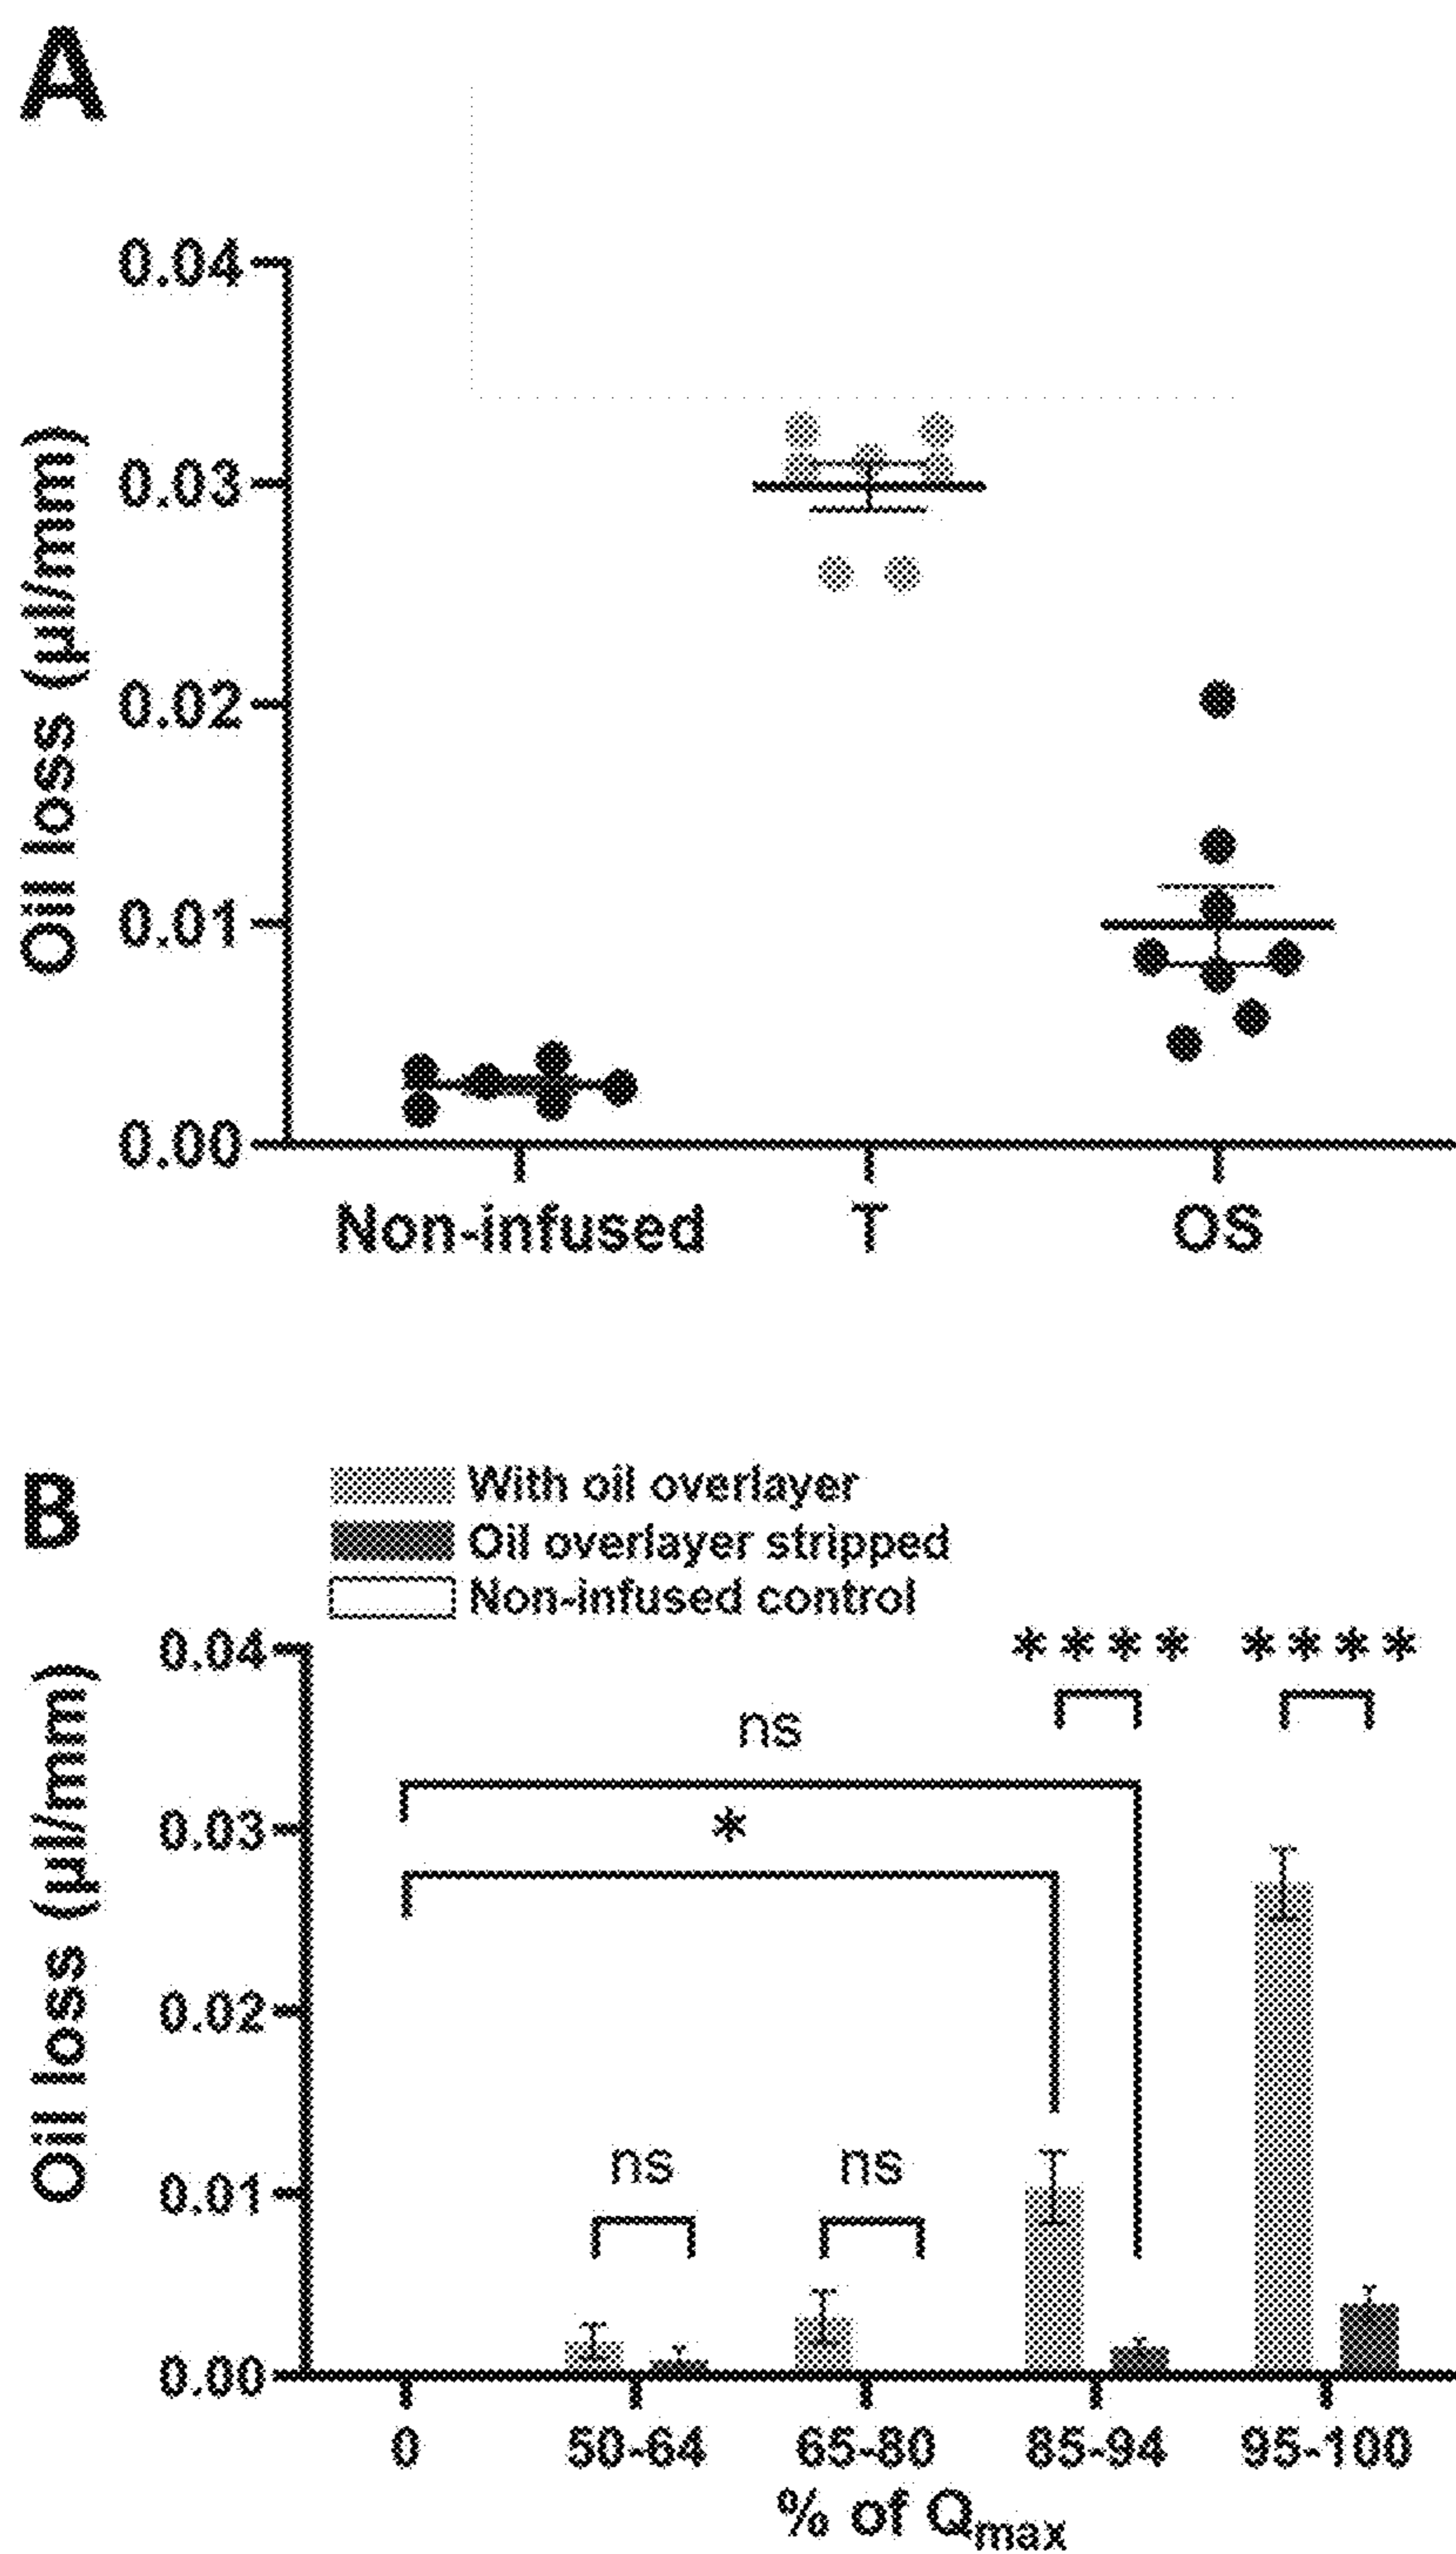 A
0.04
0.03
0.02
0.01
0.00
Oil loss (µl/mm)
Non-infused T OS
B
With oil overlayer
Oil overlayer stripped
Non-infused control
0.04
0.03
0.02
0.01
0.00
Oil loss (µl/mm)
**** ****
ns
*
ns ns
0 50-64 65-80 85-94 95-100
% of Qmax